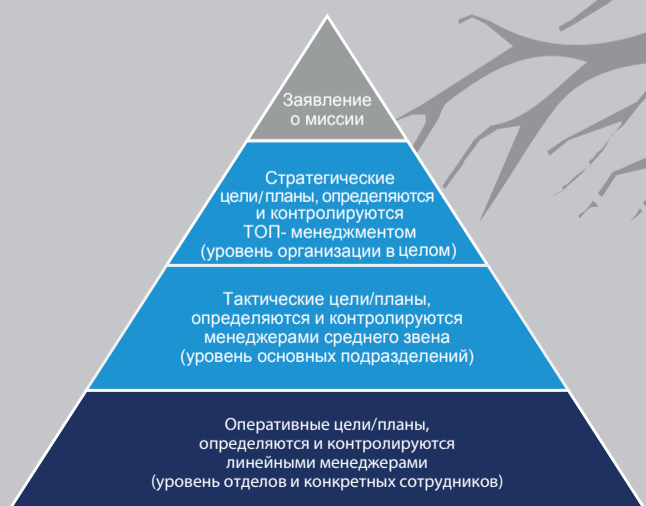 Заявление
о миссии
Стратегические
цели/планы, определяются
и контролируются
ТОП- менеджментом
(уровень организации в целом)
Тактические цели/планы,
определяются и контролируются
менеджерами среднего звена
(уровень основных подразделений)
Оперативные цели/планы,
определяются и контролируются
линейными менеджерами
(уровень отделов и конкретных сотрудников)